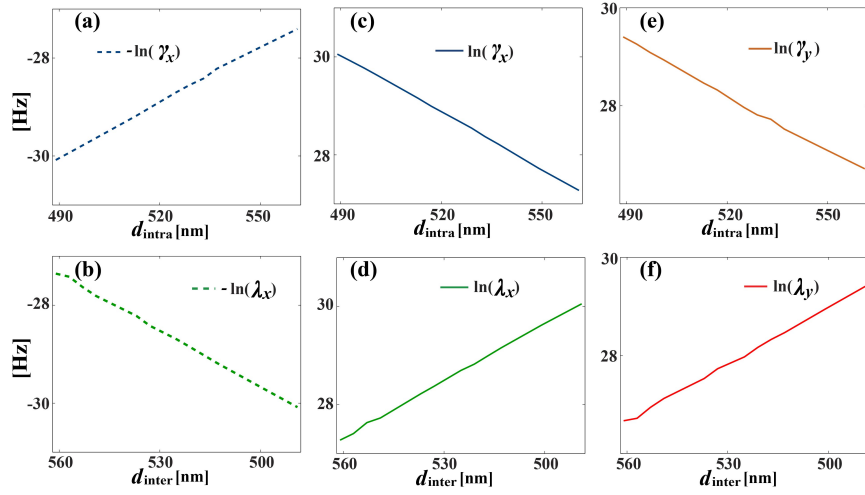 (a)
-ln(γx)
[Hz]
-28
-30
490
520
550
dintra [nm]
(c)
ln(γx)
30
28
490
520
550
dintra [nm]
(e)
ln(γy)
30
28
490
520
550
dintra [nm]
(b)
-ln(λx)
[Hz]
-28
-30
560
530
500
dinter [nm]
(d)
ln(λx)
30
28
27
560
530
500
dinter [nm]
(f)
ln(λy)
30
28
26
560
530
500
dinter [nm]